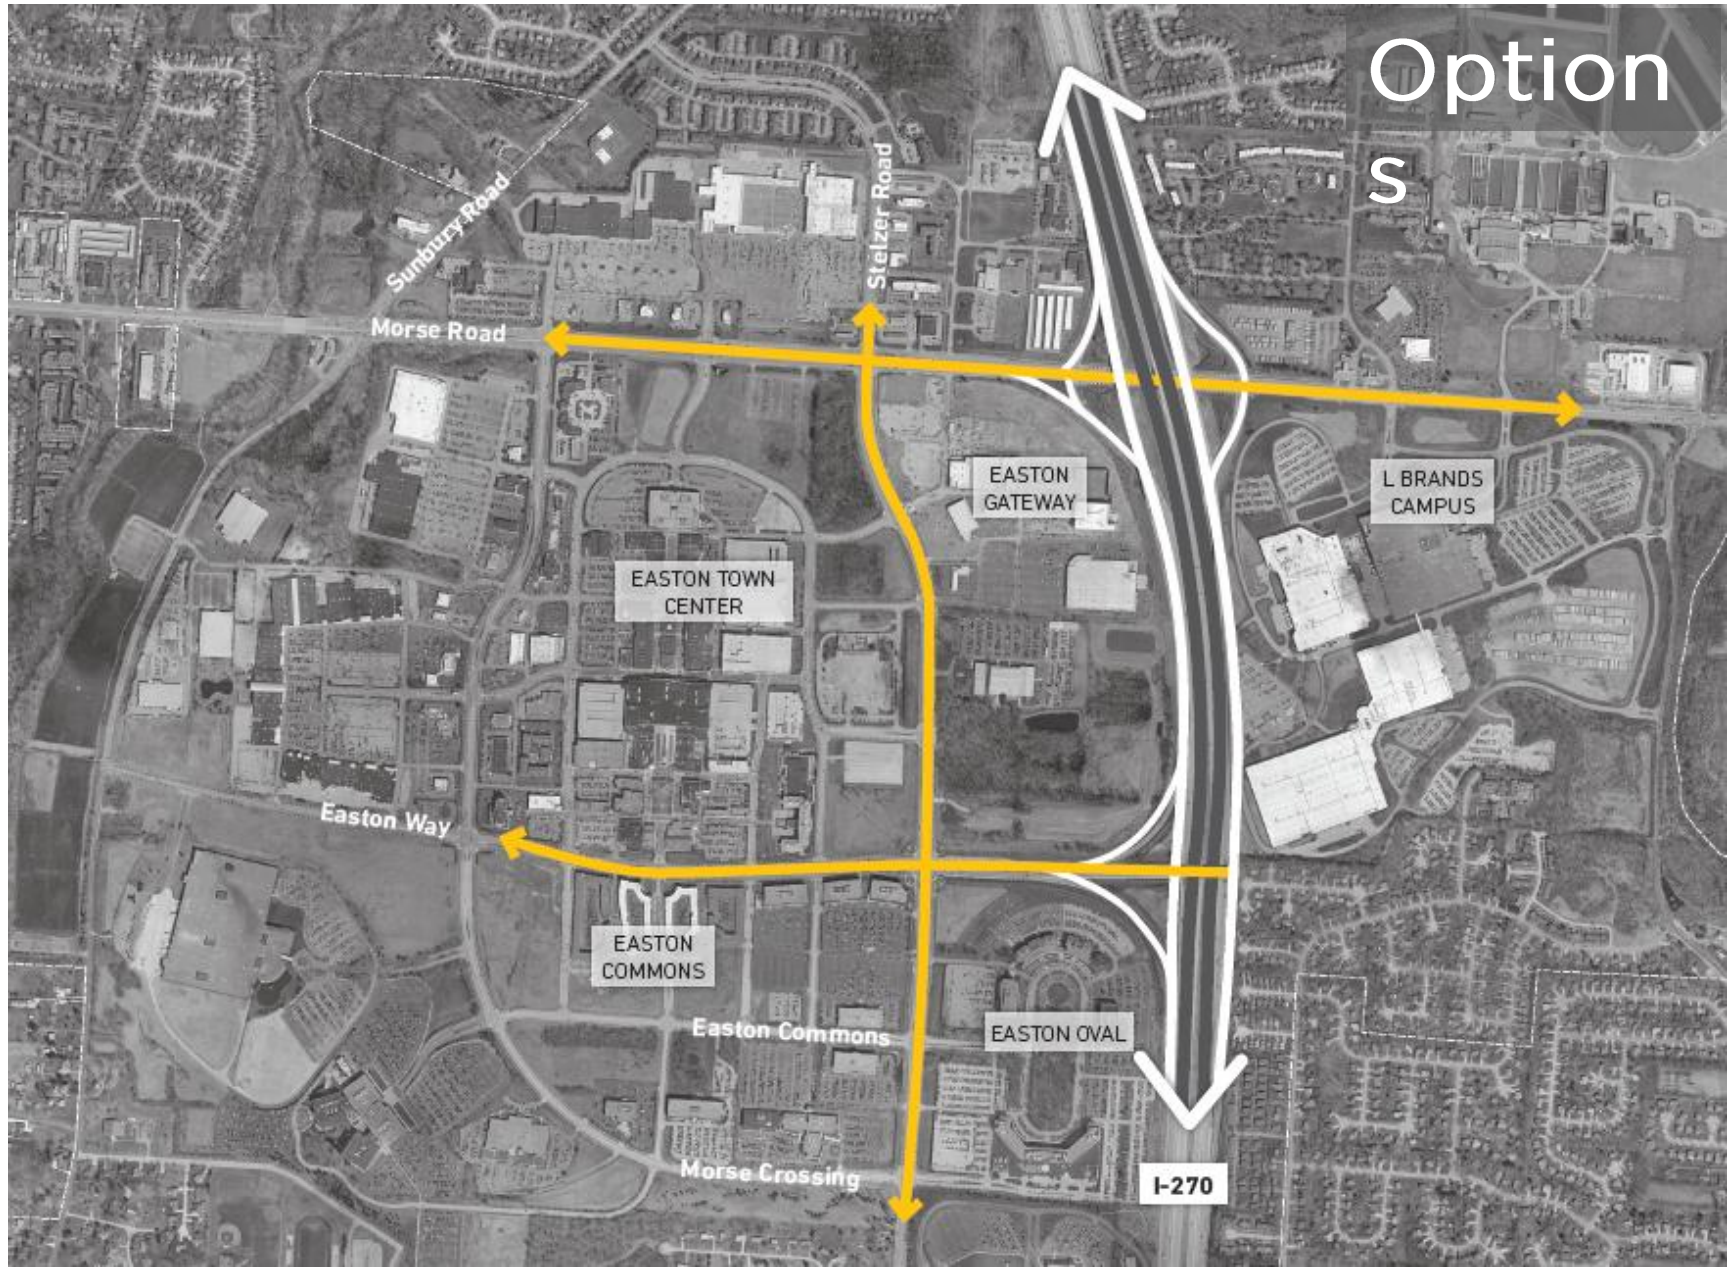 Option
s
Stelzer Road
Sunbury Road
Morse Road
EASTON
GATEWAY
L BRANDS
CAMPUS
EASTON TOWN
CENTER
Easton Way
EASTON
COMMONS
Easton Commons
EASTON OVAL
Morse Crossing
I-270